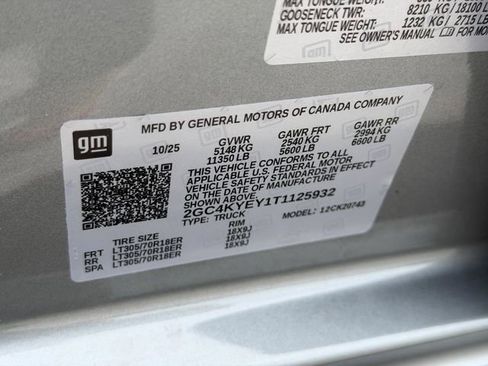 MAX TONGUE WEIGHT:
GOOSENECK TWR: 8210 KG / 18100 L
MAX TONGUE WEIGHT: 1232 KG / 2715 LB
SEE OWNER'S MANUAL FOR MOR
gm
MFD BY GENERAL MOTORS OF CANADA COMPANY
10/25 GVWR GAWR FRT GAWR RR
5148 KG 2540 KG 2994 KG
11350 LB 5600 LB 6600 LB
THIS VEHICLE CONFORMS TO ALL APPLICABLE
U.S. FEDERAL MOTOR
VEHICLE SAFETY STANDARDS IN EFFECT
ON THE DATE OF MANUFACTURE
2GC4KYEY1T1125932
TYPE: TRUCK MODEL: 12CK20743
TIRE SIZE RIM
FRT LT305/70R18ER 18X9J
RR LT305/70R18ER 18X9J
SPA LT305/70R18ER 18X9J